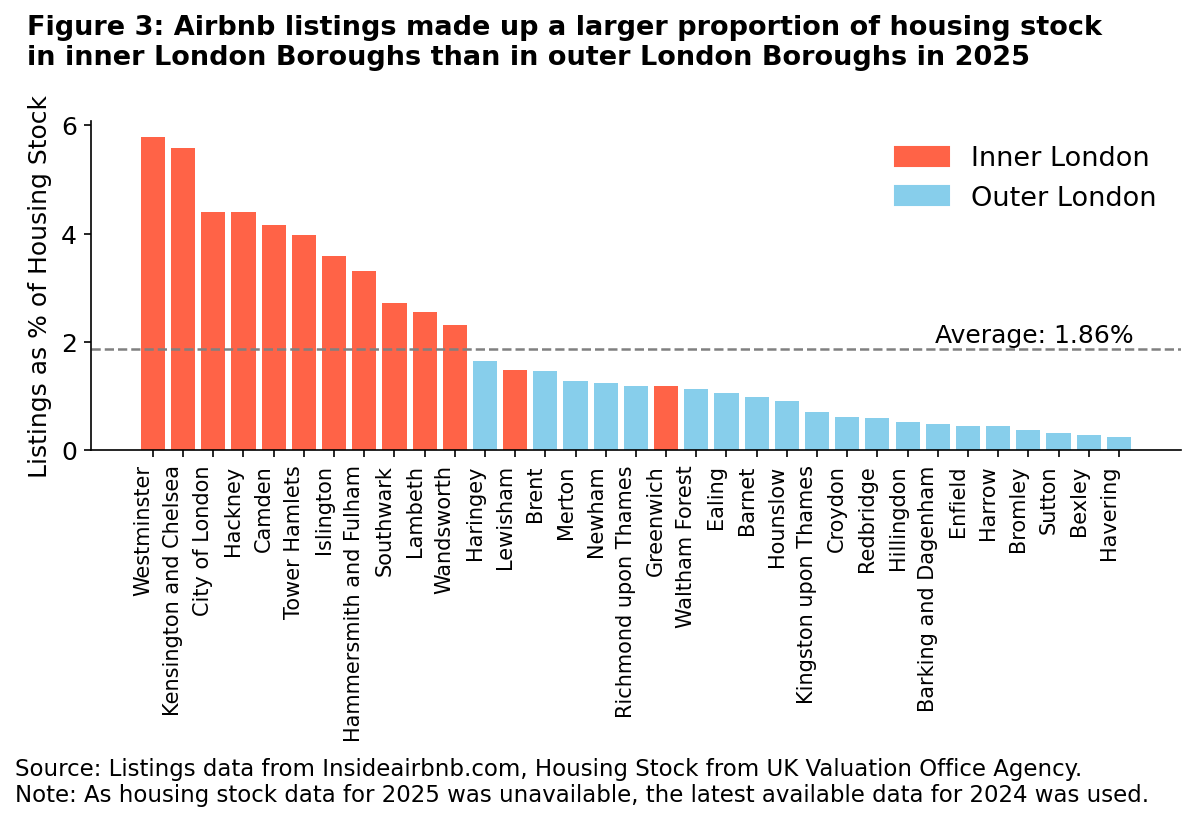 Figure 3: Airbnb listings made up a larger proportion of housing stock
in inner London Boroughs than in outer London Boroughs in 2025
Listings as % of Housing Stock
6
4
2
0
Inner London
Outer London
Average: 1.86%
Westminster
Kensington and Chelsea
City of London
Hackney
Camden
Tower Hamlets
Islington
Hammersmith and Fulham
Southwark
Lambeth
Wandsworth
Haringey
Lewisham
Brent
Merton
Newham
Richmond upon Thames
Greenwich
Waltham Forest
Ealing
Barnet
Hounslow
Kingston upon Thames
Croydon
Redbridge
Hillingdon
Barking and Dagenham
Enfield
Harrow
Bromley
Sutton
Bexley
Havering
Source: Listings data from Insideairbnb.com, Housing Stock from UK Valuation Office Agency.
Note: As housing stock data for 2025 was unavailable, the latest available data for 2024 was used.